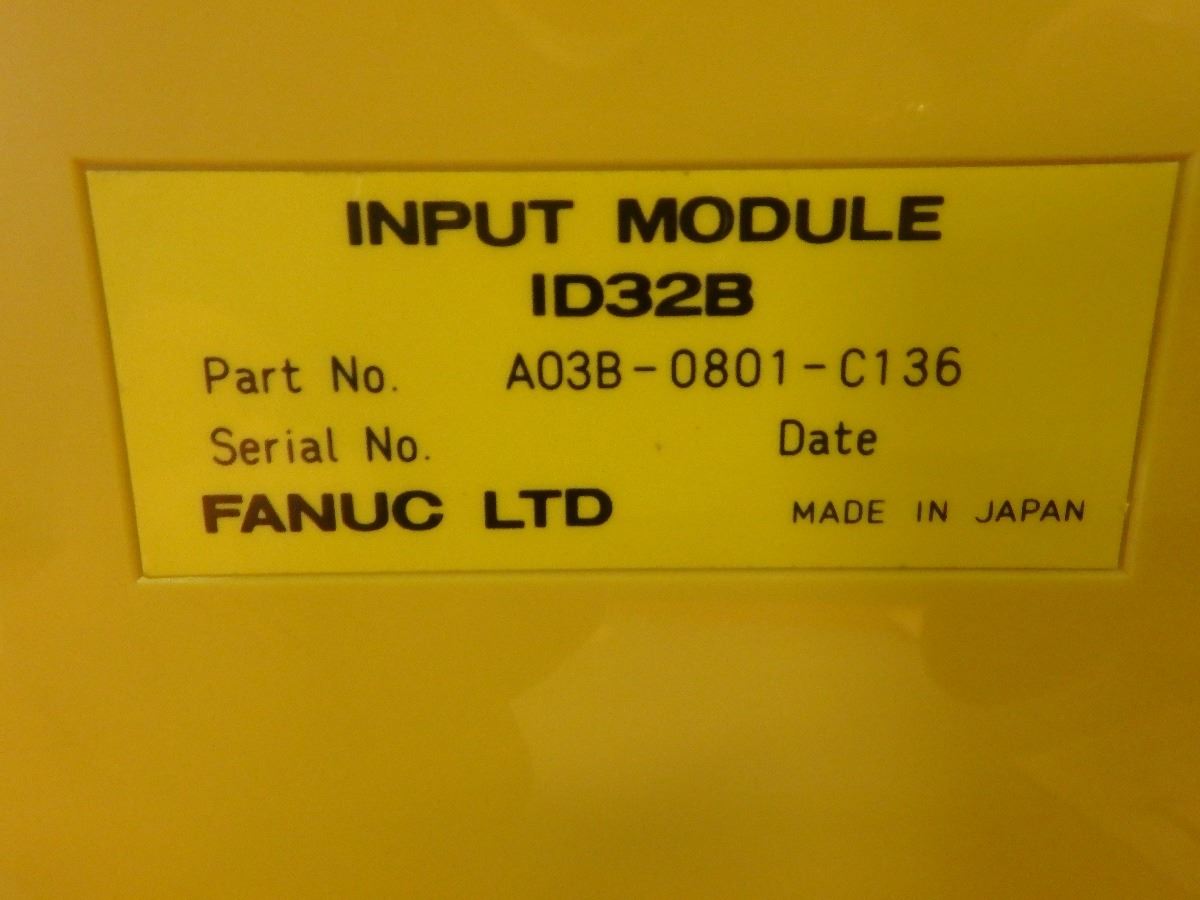 INPUT MODULE
ID32B
Part No. A03B-0801-C136
Serial No. Date
FANUC LTD MADE IN JAPAN